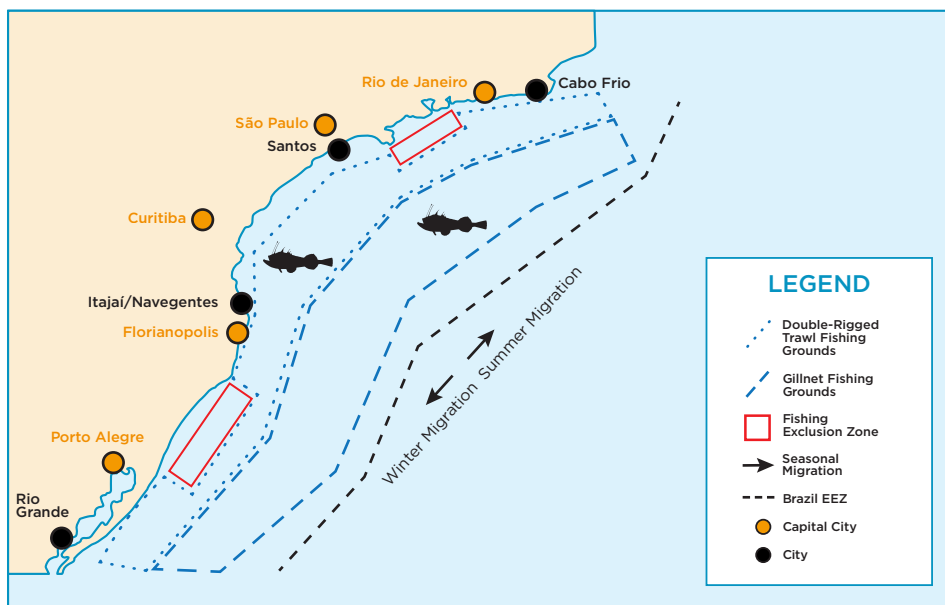 Rio de Janeiro
Cabo Frio
São Paulo
Santos
Curitiba
Itajaí/Navegentes
Florianopolis
Porto Alegre
Rio
Grande
Winter Migration
Summer Migration
LEGEND
Double-Rigged
Trawl Fishing
Grounds
Gillnet Fishing
Grounds
Fishing
Exclusion Zone
Seasonal
Migration
Brazil EEZ
Capital City
City